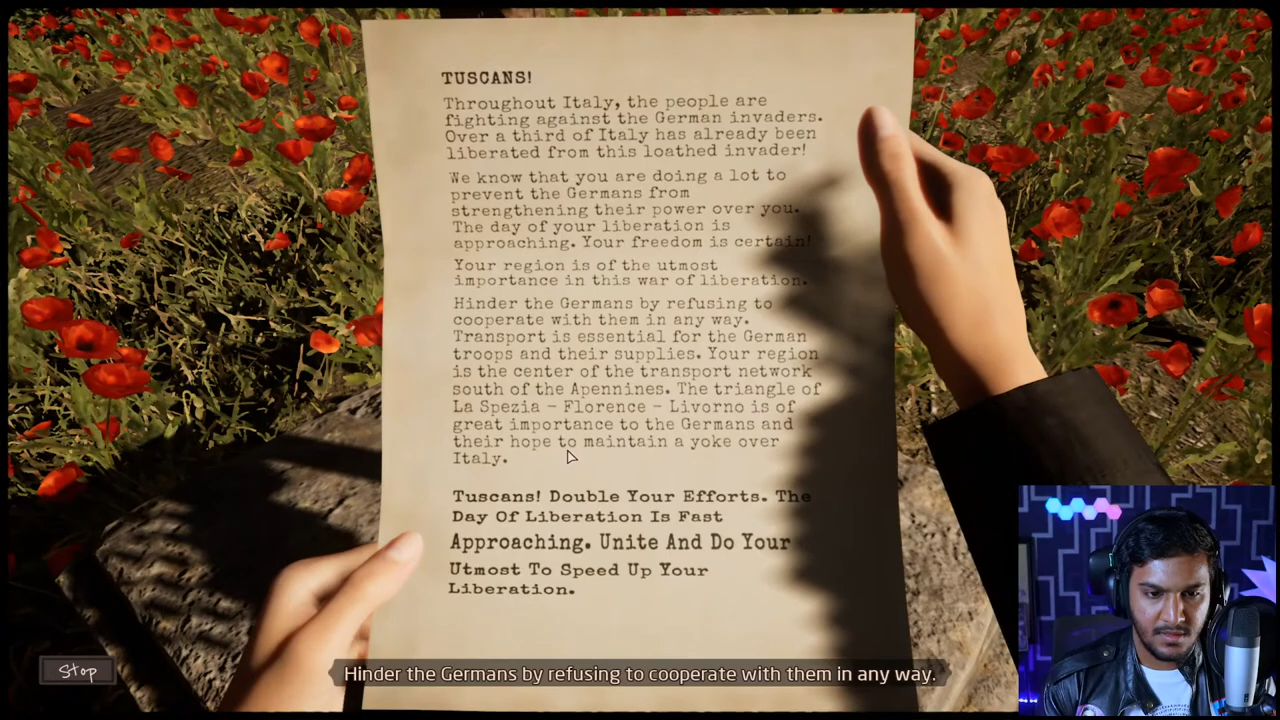 TUSCANS!
Throughout Italy, the people are
fighting against the German invaders.
Over a third of Italy has already been
liberated from this loathed invader!
We know that you are doing a lot to
prevent the Germans from
strengthening their power over you.
The day of your liberation is
approaching. Your freedom is certain!
Your region is of the utmost
importance in this war of liberation.
Hinder the Germans by refusing to
cooperate with them in any way.
Transport is essential for the German
troops and their supplies. Your region
is the center of the transport network
south of the Apennines. The triangle of
La Spezia – Florence – Livorno is of
great importance to the Germans and
their hope to maintain a yoke over
Italy.
Tuscans! Double Your Efforts. The
Day Of Liberation Is Fast
Approaching. Unite And Do Your
Utmost To Speed Up Your
Liberation.
Stop
Hinder the Germans by refusing to cooperate with them in any way.